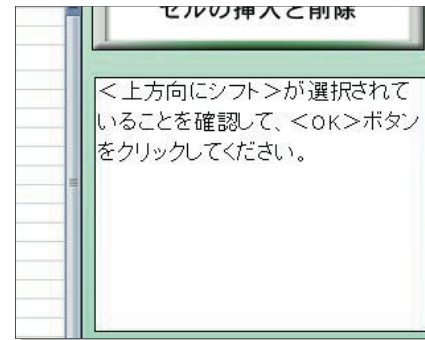 セルの挿入と削除
＜上方向にシフト＞が選択されて
いることを確認して、＜OK＞ボタン
をクリックしてください。